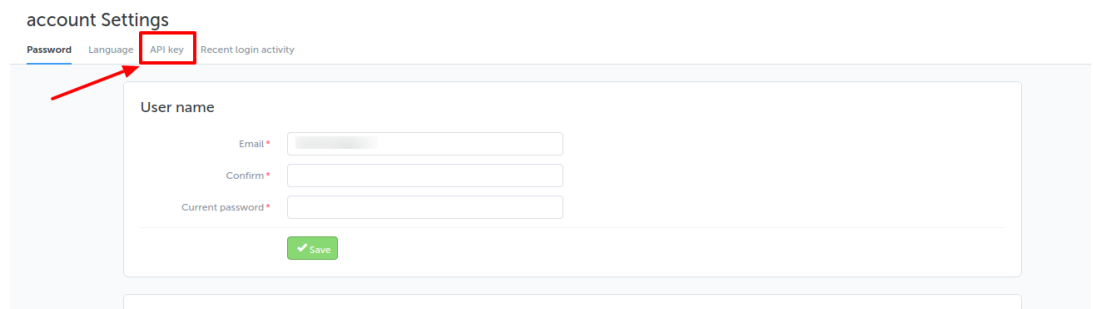 account Settings
Password Language API key Recent login activity
User name
Email *
Confirm *
Current password *
Save